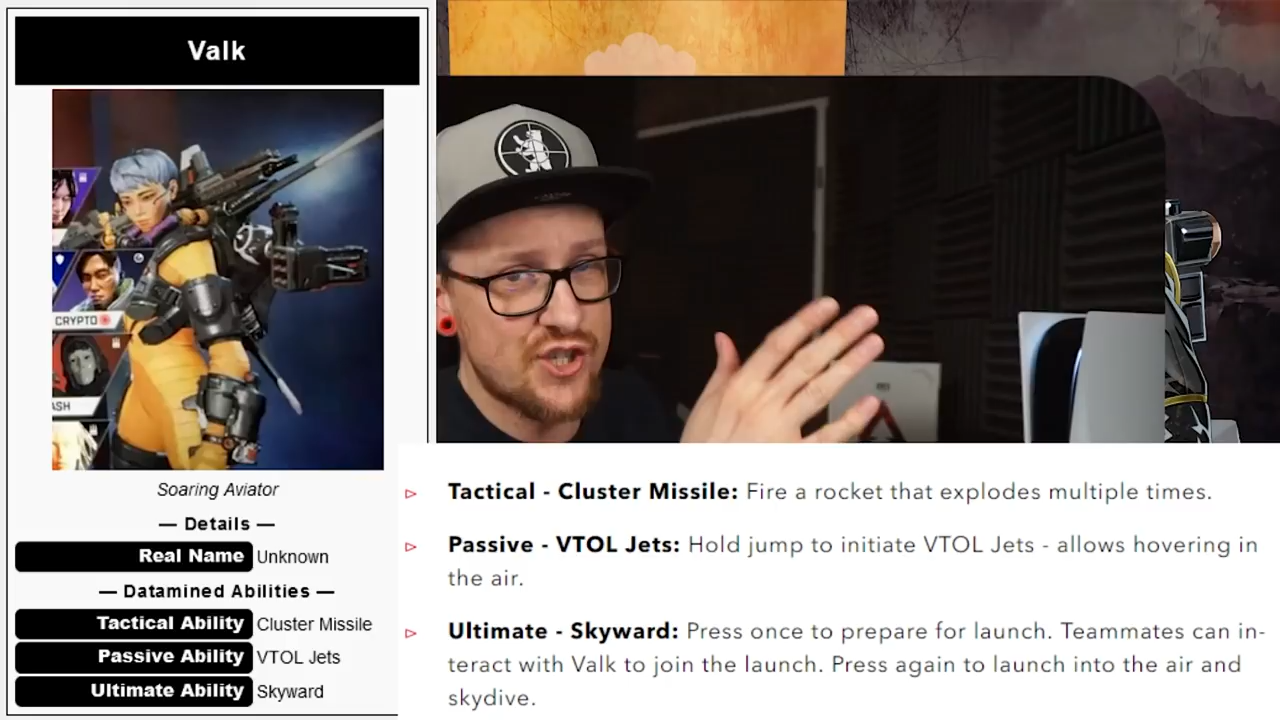 Valk
CRYPTO
ASH
Soaring Aviator
— Details —
Real Name Unknown
— Datamined Abilities —
Tactical Ability Cluster Missile
Passive Ability VTOL Jets
Ultimate Ability Skyward
Tactical - Cluster Missile: Fire a rocket that explodes multiple times.
Passive - VTOL Jets: Hold jump to initiate VTOL Jets - allows hovering in
the air.
Ultimate - Skyward: Press once to prepare for launch. Teammates can in-
teract with Valk to join the launch. Press again to launch into the air and
skydive.